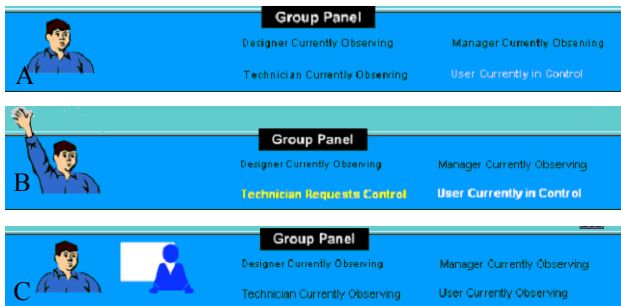 Group Panel
Designer Currently Observing Manager Currently Observing
A Technician Currently Observing User Currently in Control
Group Panel
Designer Currently Observing Manager Currently Observing
B Technician Requests Control User Currently in Control
Group Panel
Designer Currently Observing Manager Currently Observing
C Technician Currently Observing User Currently Observing